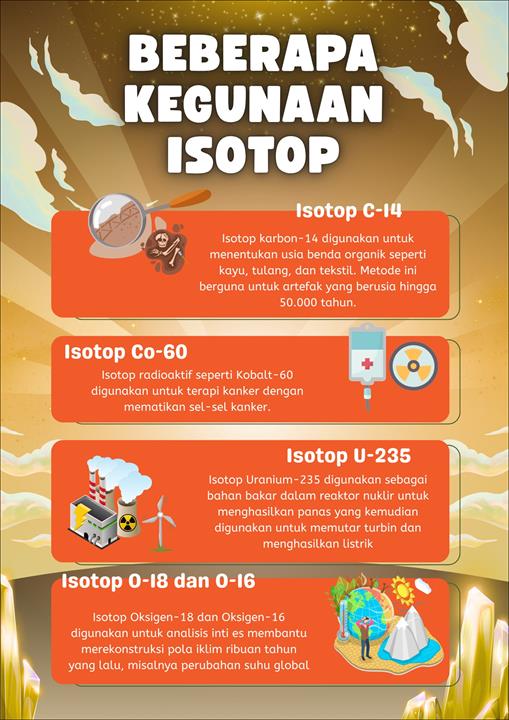 BEBERAPA
KEGUNAAN
ISOTOP
Isotop C-14
Isotop karbon-14 digunakan untuk
menentukan usia benda organik seperti
kayu, tulang, dan tekstil. Metode ini
berguna untuk artefak yang berusia hingga
50.000 tahun.
Isotop Co-60
Isotop radioaktif seperti Kobalt-60
digunakan untuk terapi kanker dengan
mematikan sel-sel kanker.
Isotop U-235
Isotop Uranium-235 digunakan sebagai
bahan bakar dalam reaktor nuklir untuk
menghasilkan panas yang kemudian
digunakan untuk memutar turbin dan
menghasilkan listrik
Isotop O-18 dan O-16
Isotop Oksigen-18 dan Oksigen-16
digunakan untuk analisis inti es membantu
merekonstruksi pola iklim ribuan tahun
yang lalu, misalnya perubahan suhu global